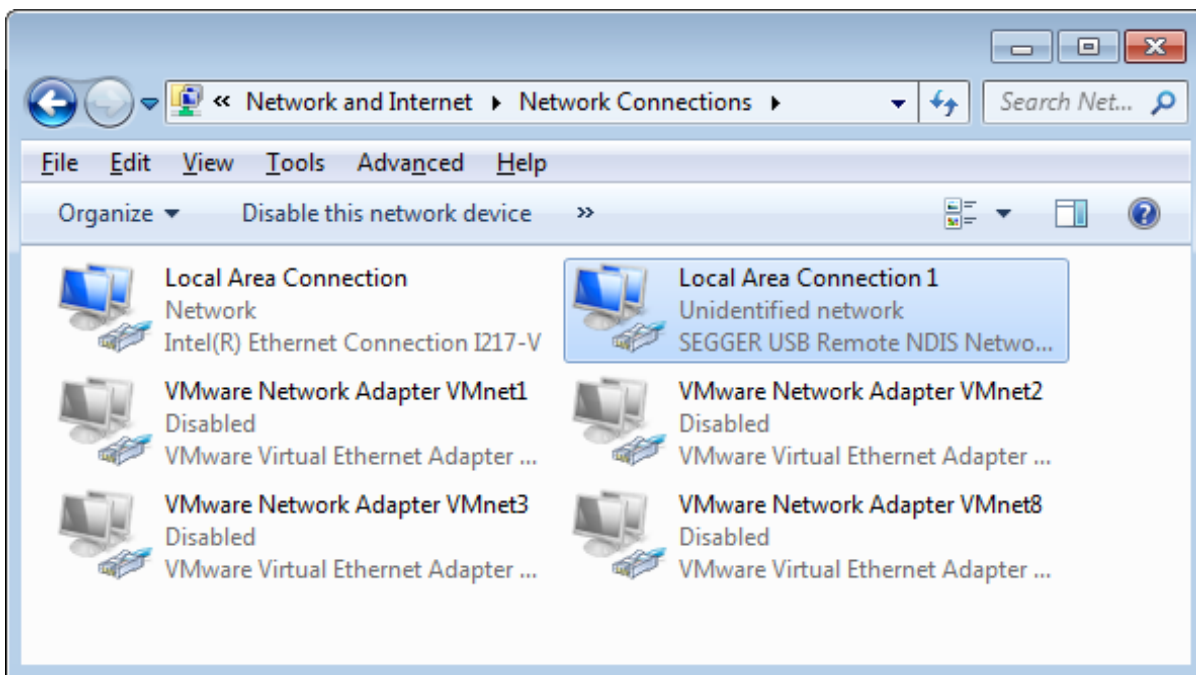 « Network and Internet ▸ Network Connections ▸ Search Net...
File Edit View Tools Advanced Help
Organize Disable this network device »
Local Area Connection
Network
Intel(R) Ethernet Connection I217-V
Local Area Connection 1
Unidentified network
SEGGER USB Remote NDIS Netwo...
VMware Network Adapter VMnet1
Disabled
VMware Virtual Ethernet Adapter ...
VMware Network Adapter VMnet2
Disabled
VMware Virtual Ethernet Adapter ...
VMware Network Adapter VMnet3
Disabled
VMware Virtual Ethernet Adapter ...
VMware Network Adapter VMnet8
Disabled
VMware Virtual Ethernet Adapter ...